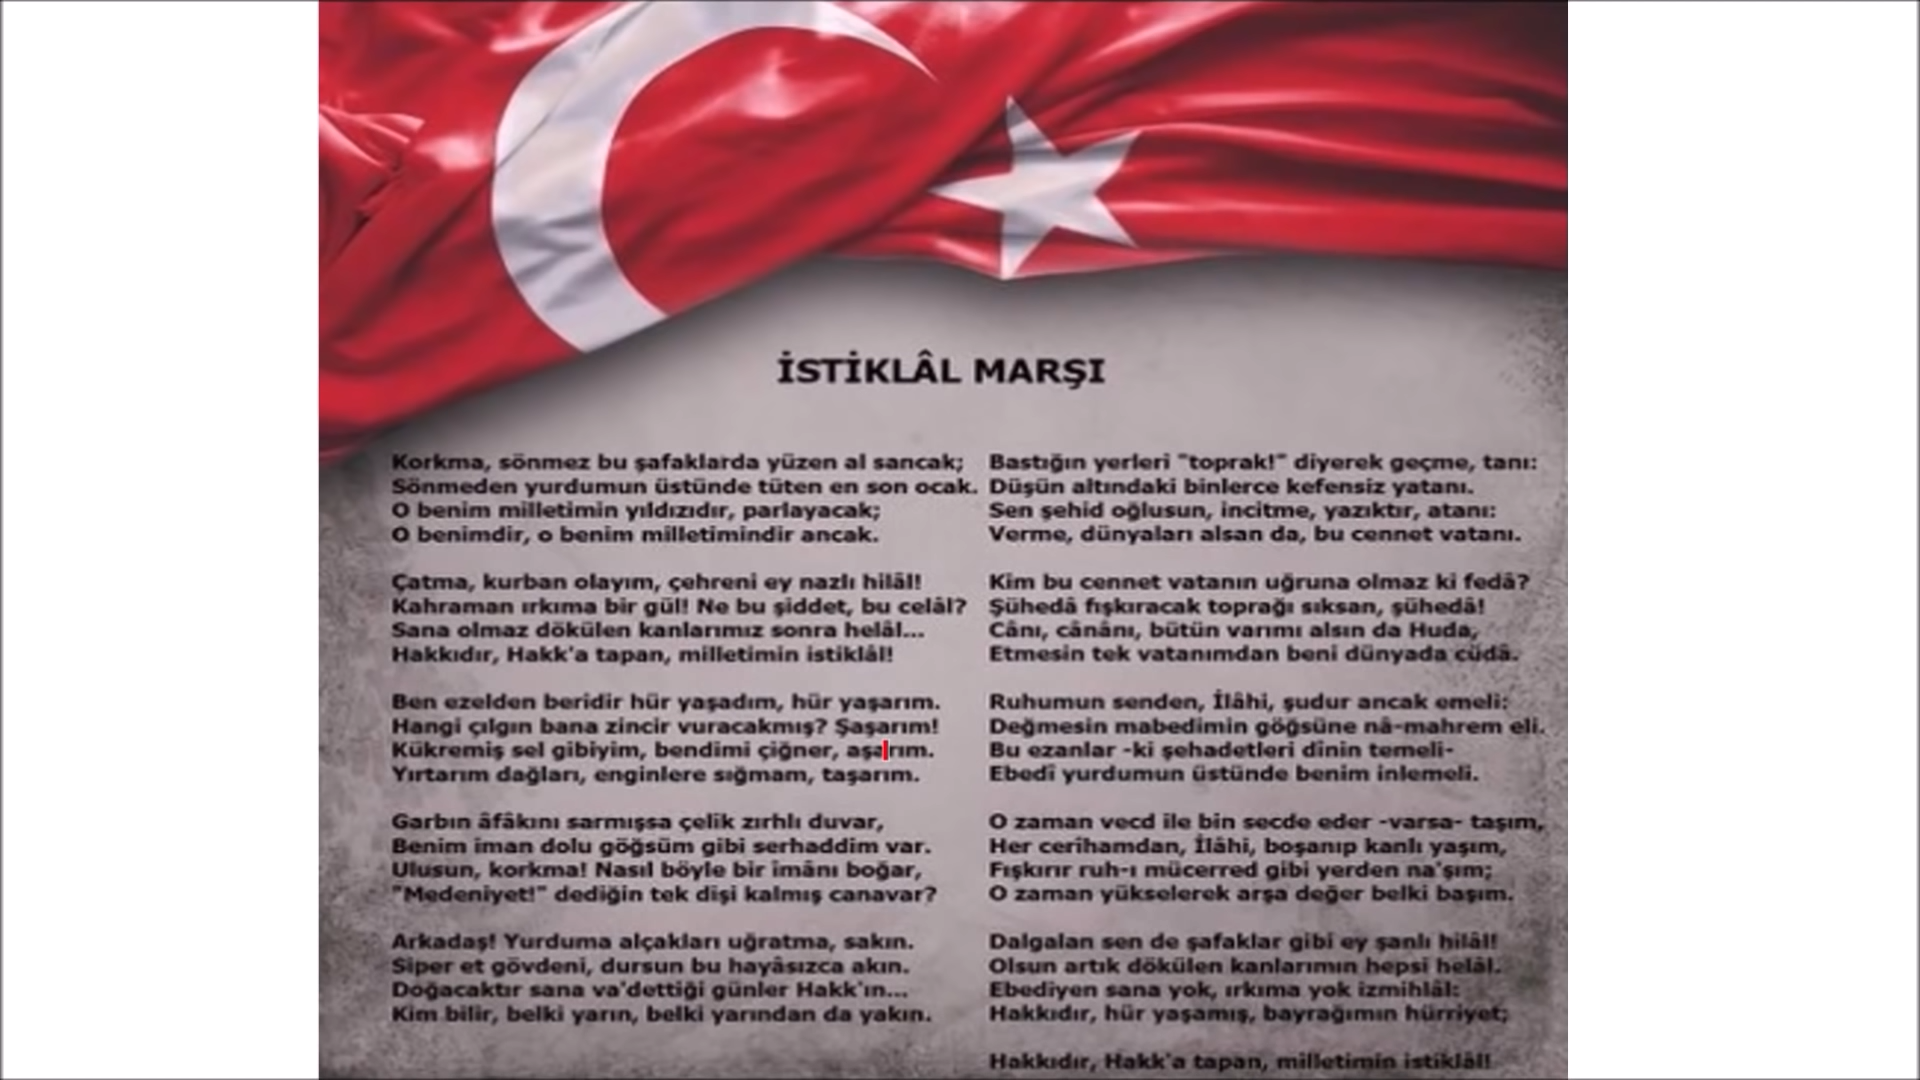 İSTİKLÂL MARŞI
Korkma, sönmez bu şafaklarda yüzen al sancak;
Sönmeden yurdumun üstünde tüten en son ocak.
O benim milletimin yıldızıdır, parlayacak;
O benimdir, o benim milletimindir ancak.
Çatma, kurban olayım, çehreni ey nazlı hilâl!
Kahraman ırkıma bir gül! Ne bu şiddet, bu celâl?
Sana olmaz dökülen kanlarımız sonra helâl...
Hakkıdır, Hakk'a tapan, milletimin istiklâl!
Ben ezelden beridir hür yaşadım, hür yaşarım.
Hangi çılgın bana zincir vuracakmış? Şaşarım!
Kükremiş sel gibiyim, bendimi çiğner, aşarım.
Yırtarım dağları, enginlere sığmam, taşarım.
Garbın âfâkını sarmışsa çelik zırhlı duvar,
Benim iman dolu göğsüm gibi serhaddim var.
Ulusun, korkma! Nasıl böyle bir îmânı boğar,
"Medeniyet!" dediğin tek dişi kalmış canavar?
Arkadaş! Yurduma alçakları uğratma, sakın.
Siper et gövdeni, dursun bu hayâsızca akın.
Doğacaktır sana va'dettiği günler Hakk'ın...
Kim bilir, belki yarın, belki yarından da yakın.
Bastığın yerleri "toprak!" diyerek geçme, tanı:
Düşün altındaki binlerce kefensiz yatanı.
Sen şehid oğlusun, incitme, yazıktır, atanı:
Verme, dünyaları alsan da, bu cennet vatanı.
Kim bu cennet vatanın uğruna olmaz ki fedâ?
Şühedâ fışkıracak toprağı sıksan, şühedâ!
Cânı, cânânı, bütün varımı alsın da Huda,
Etmesin tek vatanımdan beni dünyada cüdâ.
Ruhumun senden, İlâhi, şudur ancak emeli:
Değmesin mabedimin göğsüne nâ-mahrem eli.
Bu ezanlar -ki şehadetleri dînin temeli-
Ebedî yurdumun üstünde benim inlemeli.
O zaman vecd ile bin secde eder -varsa- taşım,
Her cerîhamdan, İlâhi, boşanıp kanlı yaşım,
Fışkırır ruh-ı mücerred gibi yerden na'şım;
O zaman yükselerek arşa değer belki başım.
Dalgalan sen de şafaklar gibi ey şanlı hilâl!
Olsun artık dökülen kanlarımın hepsi helâl.
Ebediyen sana yok, ırkıma yok izmihlâl:
Hakkıdır, hür yaşamış, bayrağımın hürriyet;
Hakkıdır, Hakk'a tapan, milletimin istiklâl!